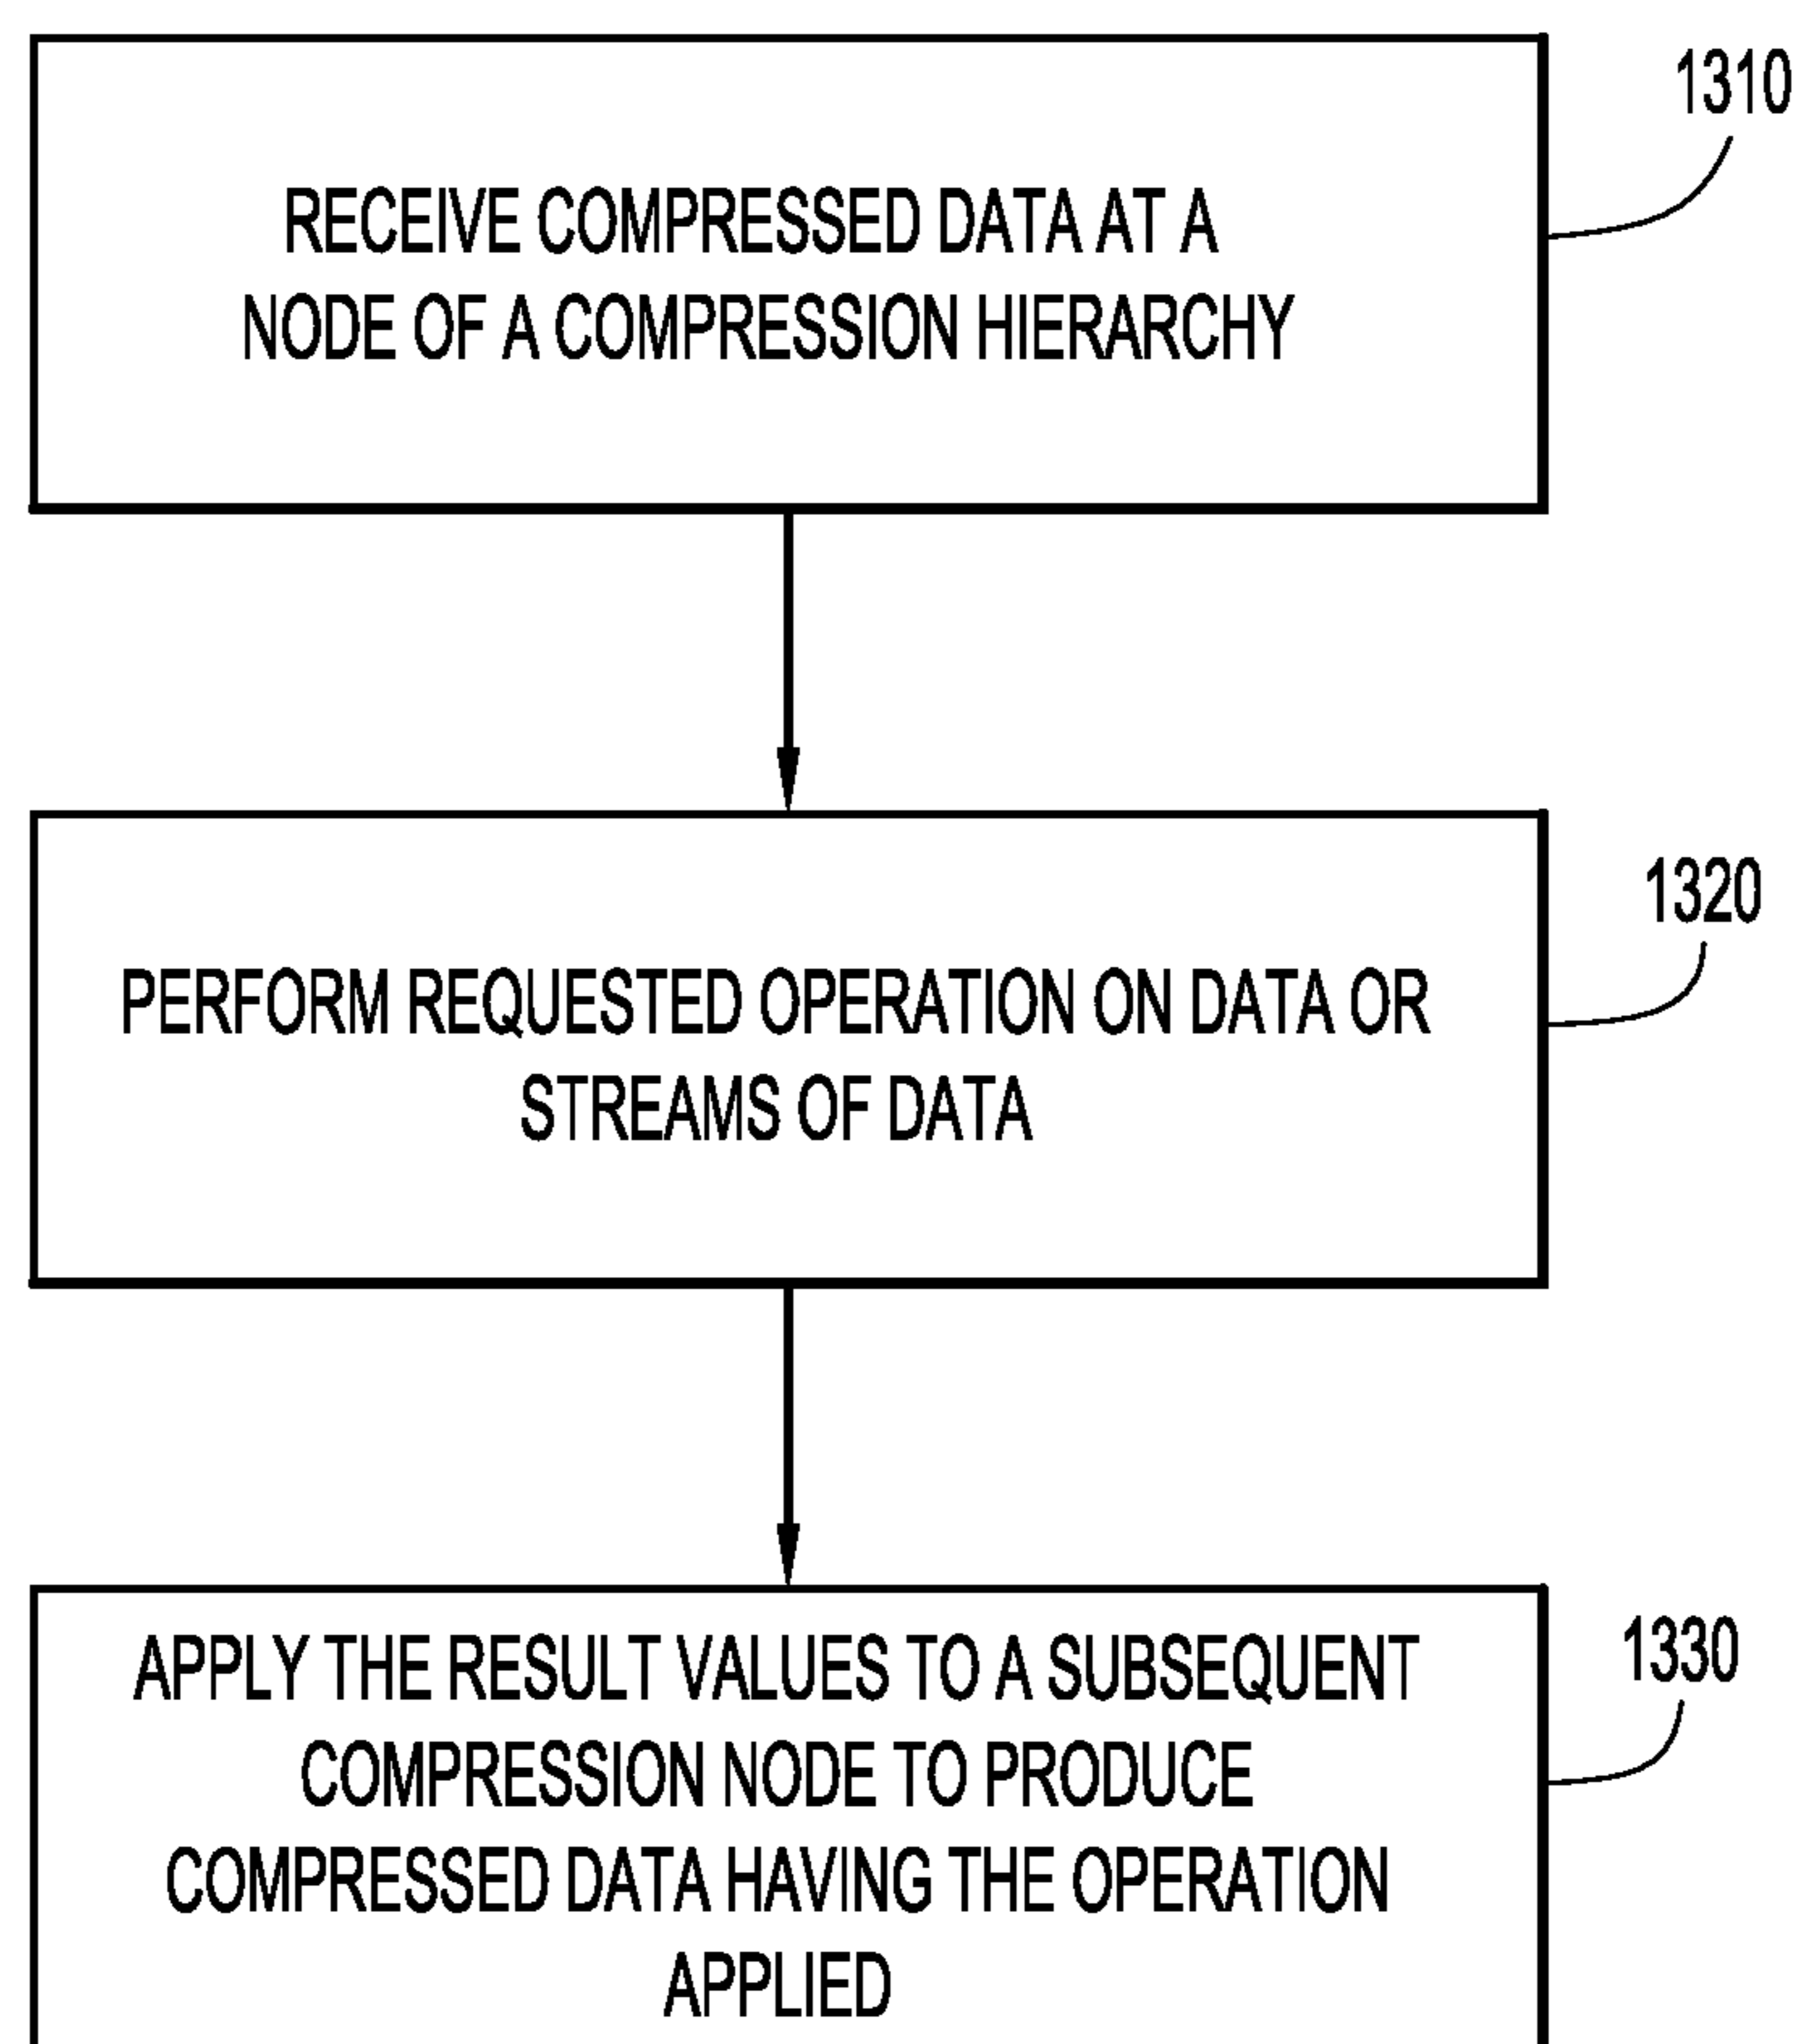 1310
RECEIVE COMPRESSED DATA AT A
NODE OF A COMPRESSION HIERARCHY
1320
PERFORM REQUESTED OPERATION ON DATA OR
STREAMS OF DATA
1330
APPLY THE RESULT VALUES TO A SUBSEQUENT
COMPRESSION NODE TO PRODUCE
COMPRESSED DATA HAVING THE OPERATION
APPLIED